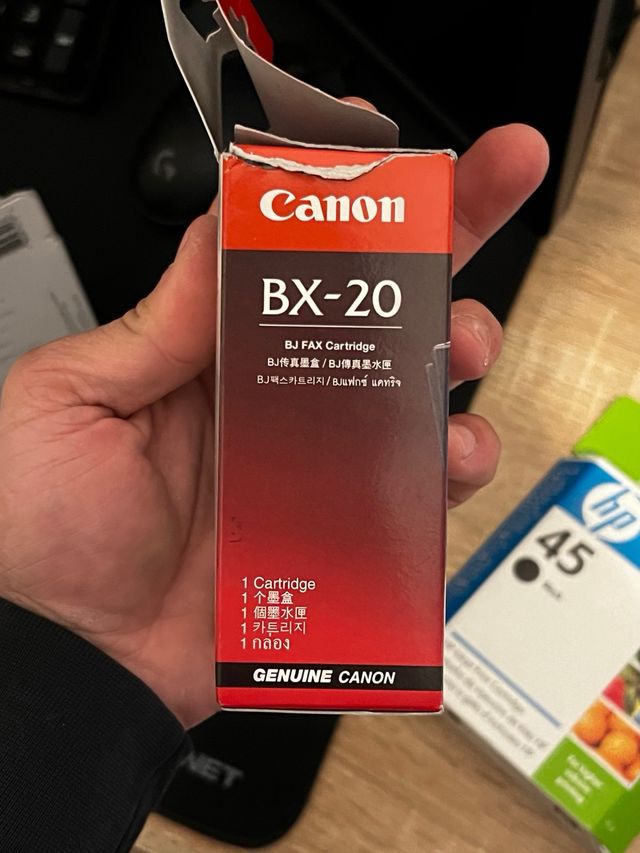 Canon
BX-20
BJ FAX Cartridge
BJ传真墨盒 / BJ傳真墨水匣
BJ팩스카트리지 / BJแฟกซ์ แคทริจ
1 Cartridge
1 个墨盒
1 個墨水匣
1 카트리지
1 กล่อง
GENUINE CANON
hp
45
NET